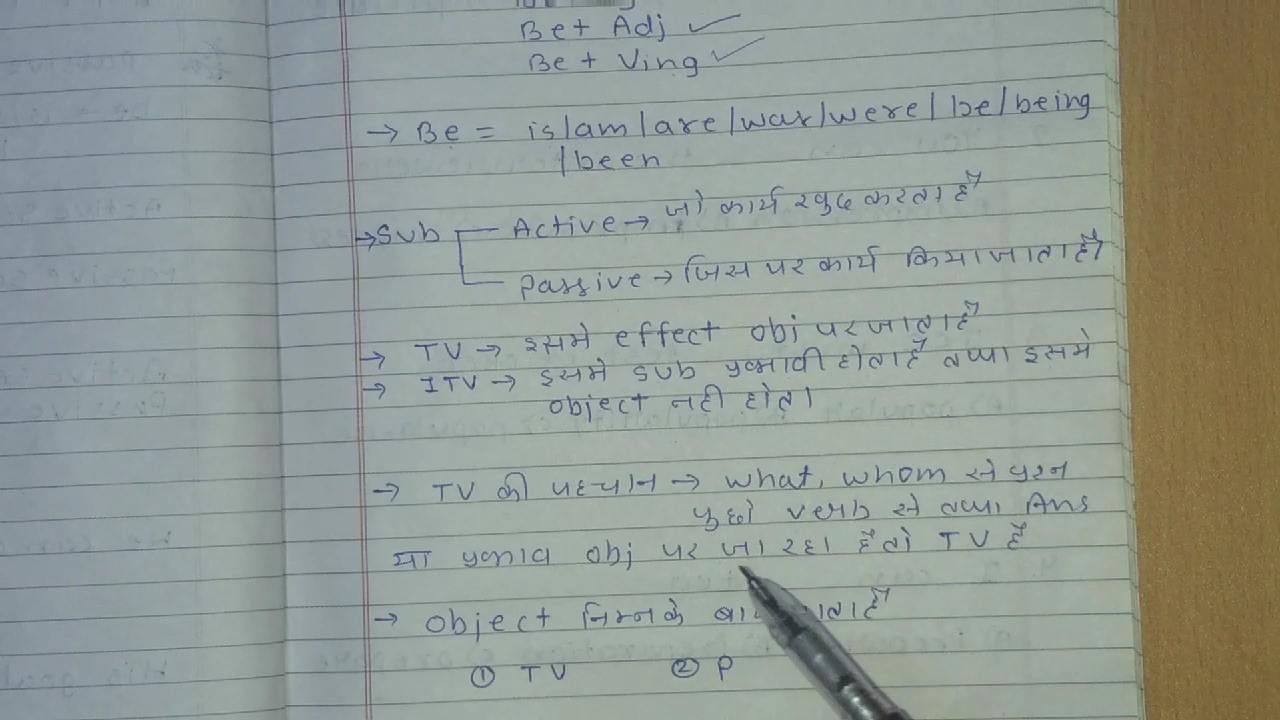 Be + Adj ✓
Be + Ving ✓
→ Be = is/am/are/was/were/be/being
/been
→ Sub Active → जो कार्य खुद करता है
Passive → जिस पर कार्य किया जाता है
→ TV → इसमे effect obj पर जाता है
→ ITV → इसमे sub प्रभावी होता है तथा इसमे
object नही होता
→ TV की पहचान → what, whom से प्रश्न
पुछो verb से तथा Ans
या प्रभाव obj पर जा रहा है तो TV है
→ object निम्न के है
① TV ② P